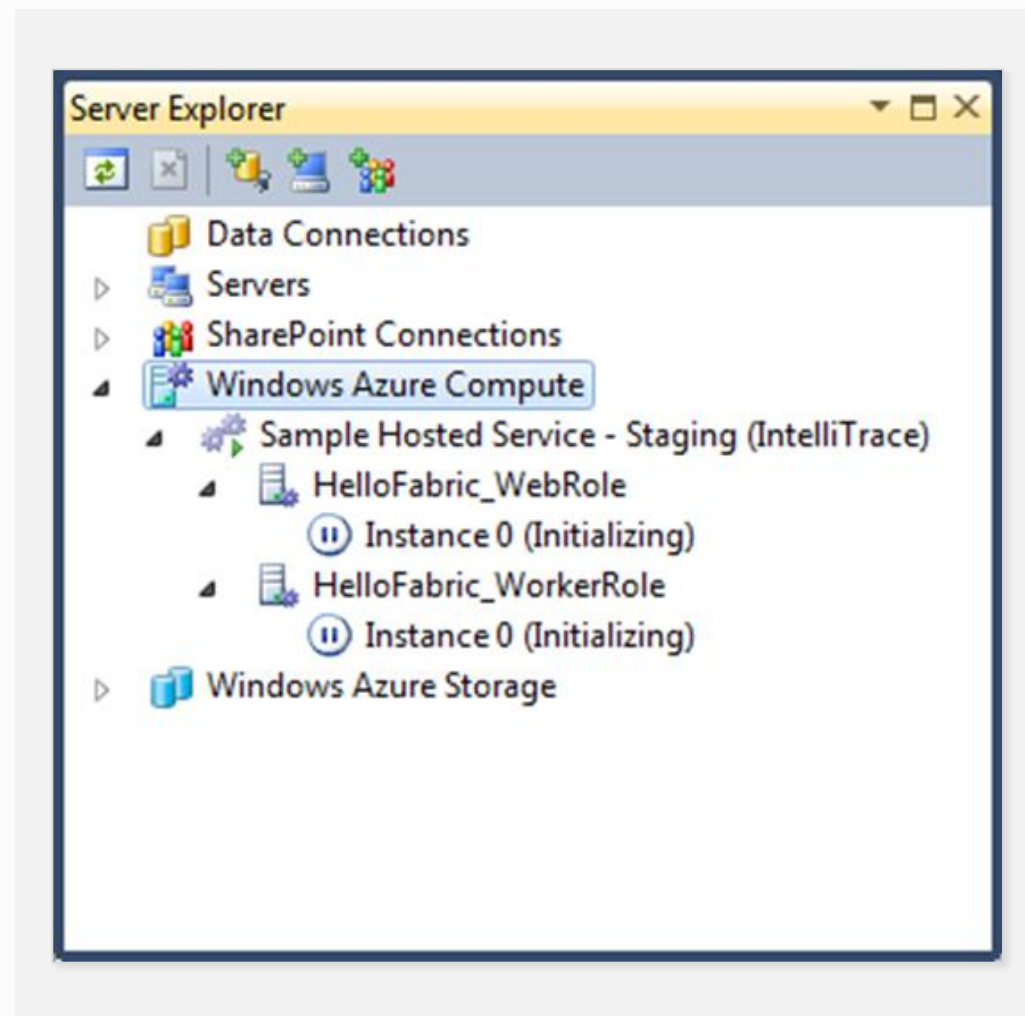 Server Explorer
Data Connections
Servers
SharePoint Connections
Windows Azure Compute
Sample Hosted Service - Staging (IntelliTrace)
HelloFabric_WebRole
Instance 0 (Initializing)
HelloFabric_WorkerRole
Instance 0 (Initializing)
Windows Azure Storage